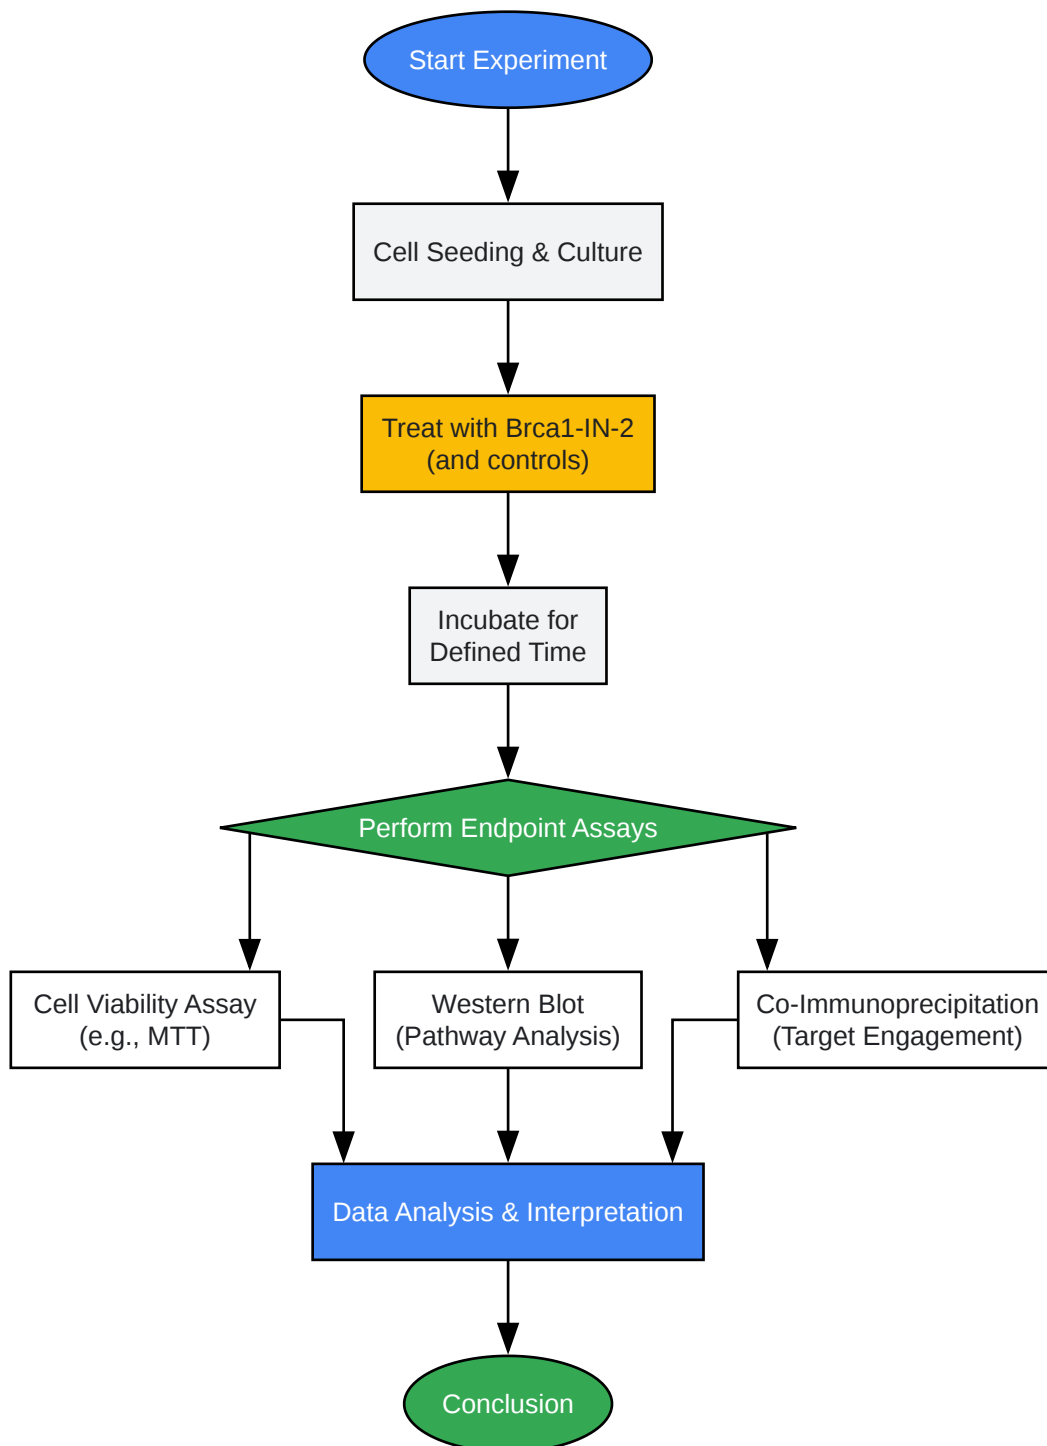 Start Experiment
Cell Seeding & Culture
Treat with Brca1-IN-2
(and controls)
Incubate for
Defined Time
Perform Endpoint Assays
Cell Viability Assay
(e.g., MTT)
Western Blot
(Pathway Analysis)
Co-Immunoprecipitation
(Target Engagement)
Data Analysis & Interpretation
Conclusion